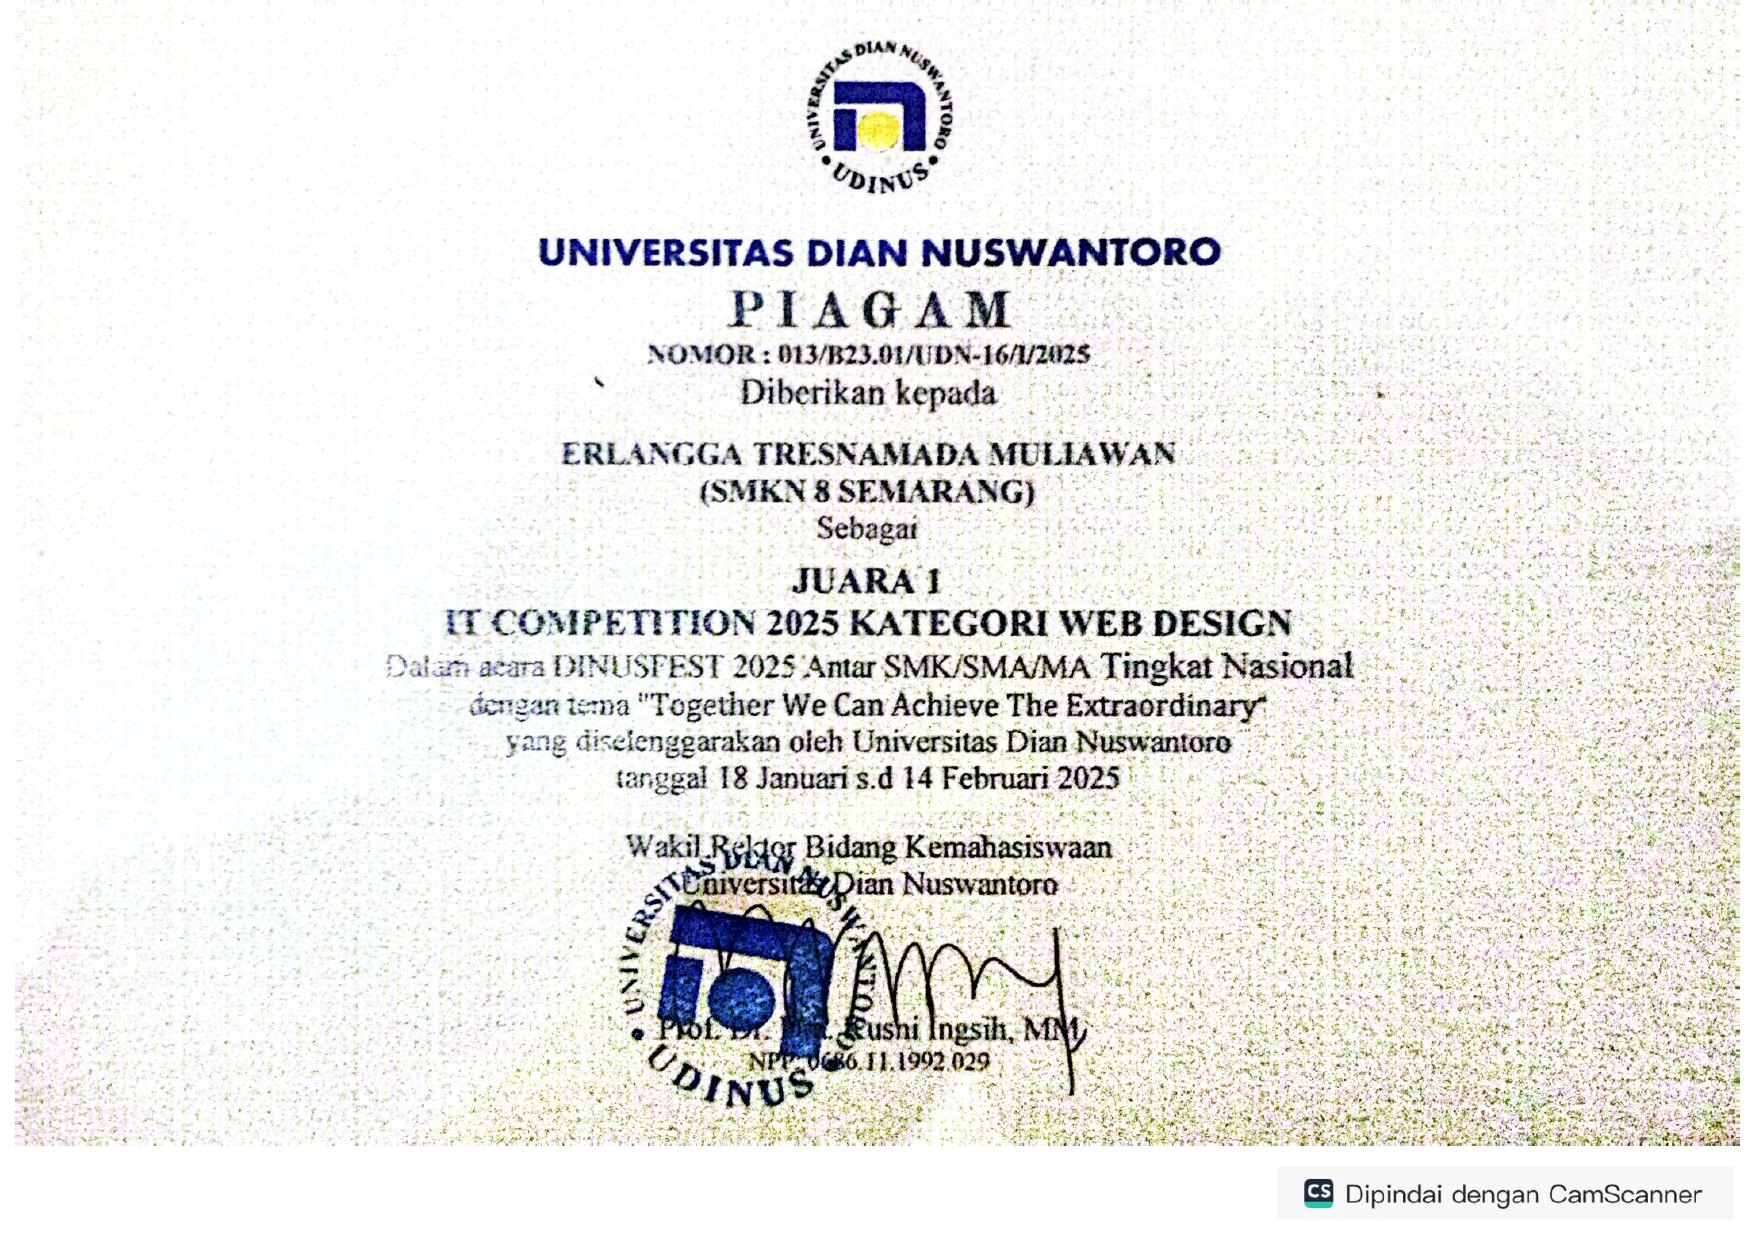 UNIVERSITAS DIAN NUSWANTORO
UDINUS
UNIVERSITAS DIAN NUSWANTORO
PIAGAM
NOMOR : 013/B23.01/UDN-16/I/2025
Diberikan kepada
ERLANGGA TRESNAMADA MULIAWAN
(SMKN 8 SEMARANG)
Sebagai
JUARA 1
IT COMPETITION 2025 KATEGORI WEB DESIGN
Dalam acara DINUSFEST 2025 Antar SMK/SMA/MA Tingkat Nasional
dengan tema "Together We Can Achieve The Extraordinary"
yang diselenggarakan oleh Universitas Dian Nuswantoro
tanggal 18 Januari s.d 14 Februari 2025
Wakil Rektor Bidang Kemahasiswaan
Universitas Dian Nuswantoro
UNIVERSITAS DIAN NUSWANTORO
Prof. Dr. Kusni Ingsih, MM
NPP. 0686.11.1992.029
UDINUS
CS Dipindai dengan CamScanner